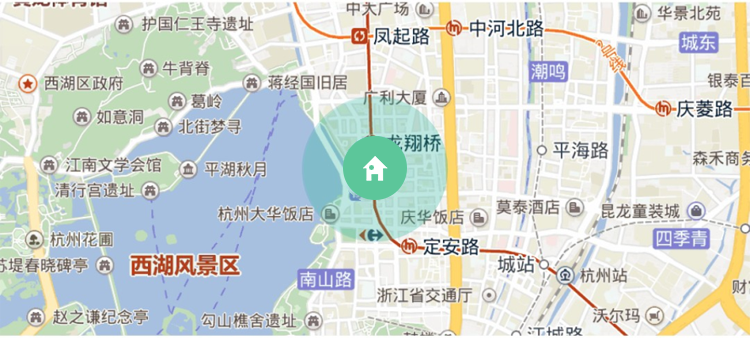 中大广场
华景北苑
护国仁王寺遗址
凤起路
中河北路
城东
9号线
牛背脊
西湖区政府
蒋经国旧居
潮鸣
银泰百
葛岭
广利大厦
庆菱路
如意洞
北街梦寻
龙翔桥
平海路
森禾商务
江南文学会馆
平湖秋月
清行宫遗址
杭州大华饭店
庆华饭店
莫泰酒店
昆龙童装城
杭州花圃
定安路
四季青
苏堤春晓碑亭
西湖风景区
城站
杭州站
南山路
浙江省交通厅
财富
赵之谦纪念亭
勾山樵舍遗址
沃尔玛
江城路